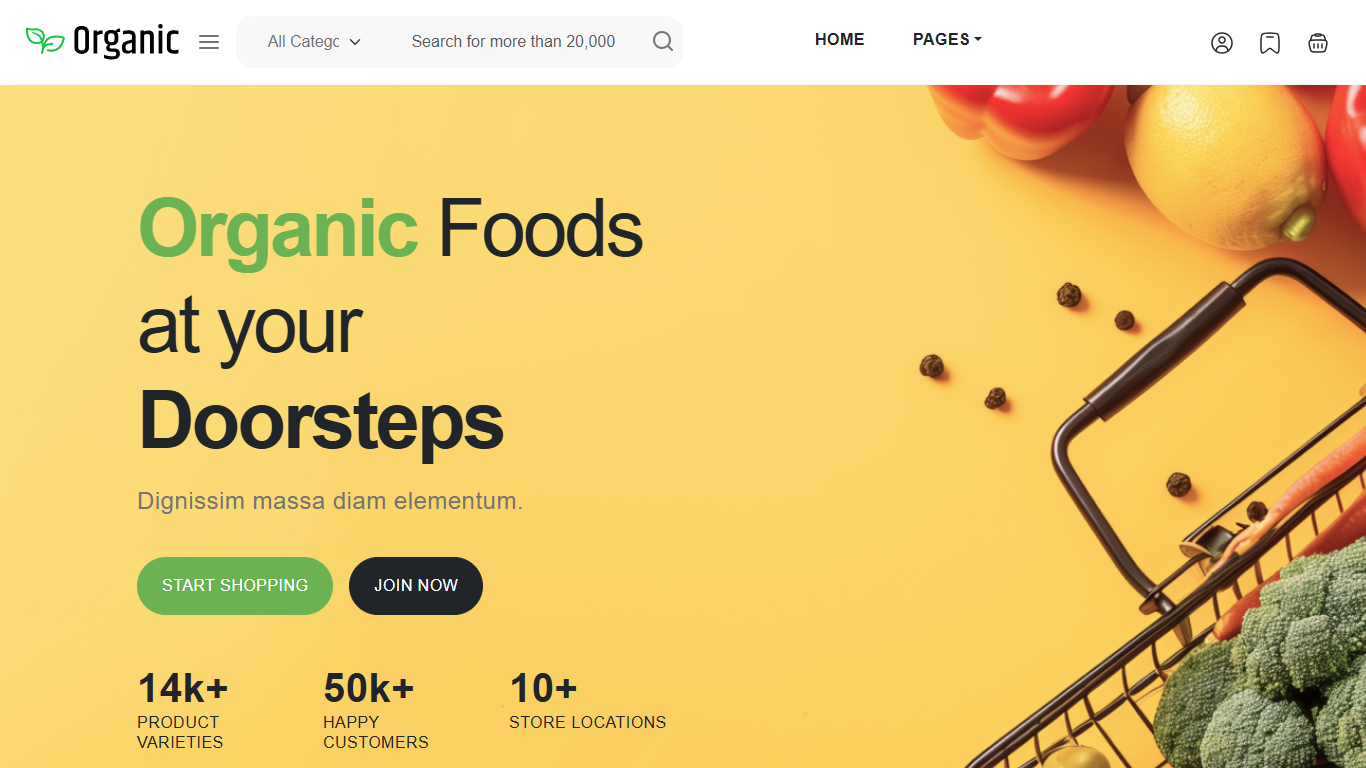 Organic
All Catego
Search for more than 20,000
HOME
PAGES
Organic Foods
at your
Doorsteps
Dignissim massa diam elementum.
START SHOPPING
JOIN NOW
14k+
PRODUCT
VARIETIES
50k+
HAPPY
CUSTOMERS
10+
STORE LOCATIONS